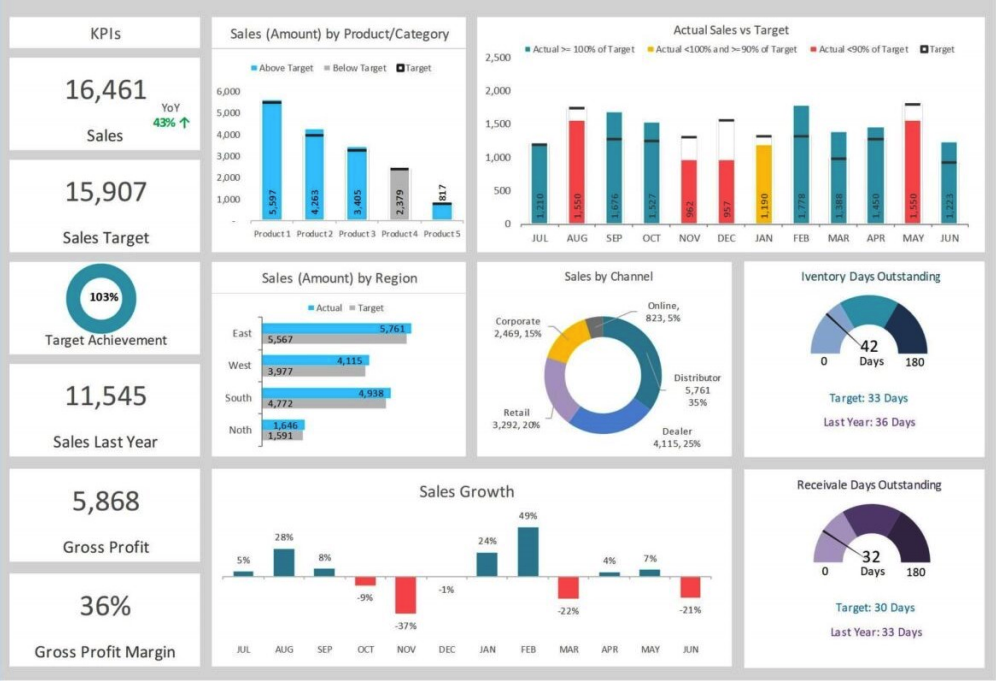 KPIs
16,461
YoY
43% ↑
Sales
15,907
Sales Target
103%
Target Achievement
11,545
Sales Last Year
5,868
Gross Profit
36%
Gross Profit Margin
Sales (Amount) by Product/Category
Above Target Below Target Target
6,000
5,000
4,000
3,000
2,000
1,000
-
5,597 4,263 3,405 2,379 817
Product 1 Product 2 Product 3 Product 4 Product 5
Actual Sales vs Target
Actual >= 100% of Target Actual <100% and >=90% of Target Actual <90% of Target Target
2,500
2,000
1,500
1,000
500
0
1,210 1,550 1,676 1,527 962 957 1,190 1,778 1,388 1,450 1,550 1,223
JUL AUG SEP OCT NOV DEC JAN FEB MAR APR MAY JUN
Sales (Amount) by Region
Actual Target
East 5,761
5,567
West 4,115
3,977
South 4,938
4,772
Noth 1,646
1,591
Sales by Channel
Online,
823, 5%
Corporate
2,469, 15%
Distributor
5,761
35%
Retail
3,292, 20%
Dealer
4,115, 25%
Iventory Days Outstanding
42
0 Days 180
Target: 33 Days
Last Year: 36 Days
Sales Growth
5% 28% 8% -9% -37% -1% 24% 49% -22% 4% 7% -21%
JUL AUG SEP OCT NOV DEC JAN FEB MAR APR MAY JUN
Receivale Days Outstanding
32
0 Days 180
Target: 30 Days
Last Year: 33 Days